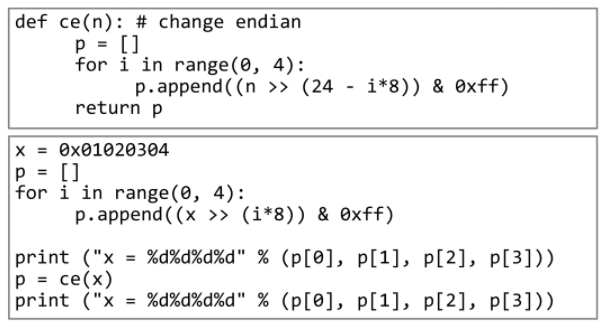 def ce(n): # change endian
p = []
for i in range(0, 4):
p.append((n >> (24 - i*8)) & 0xff)
return p
x = 0x01020304
p = []
for i in range(0, 4):
p.append((x >> (i*8)) & 0xff)
print ("x = %d%d%d%d" % (p[0], p[1], p[2], p[3]))
p = ce(x)
print ("x = %d%d%d%d" % (p[0], p[1], p[2], p[3]))